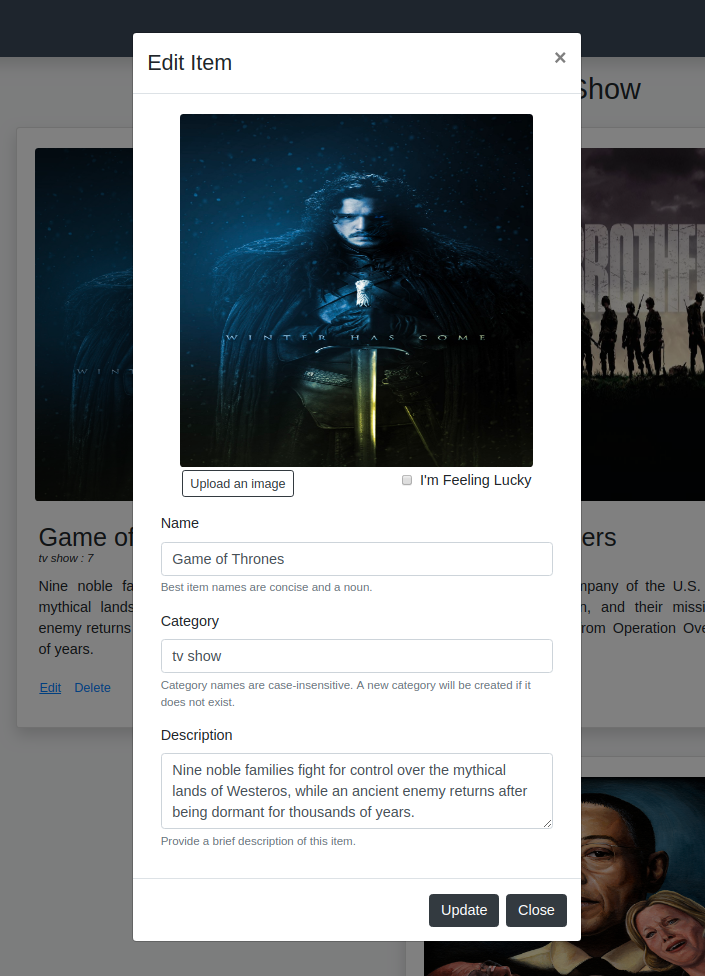 Edit Item
×
Show
WINTER HAS COME
BROTHE
Upload an image
I'm Feeling Lucky
Game of
ers
tv show : 7
Name
Game of Thrones
Best item names are concise and a noun.
Nine noble fa
mythical lands
enemy returns
of years.
mpany of the U.S.
n, and their missi
rom Operation Ove
Category
tv show
Category names are case-insensitive. A new category will be created if it
does not exist.
Edit Delete
Description
Nine noble families fight for control over the mythical
lands of Westeros, while an ancient enemy returns after
being dormant for thousands of years.
Provide a brief description of this item.
Update Close